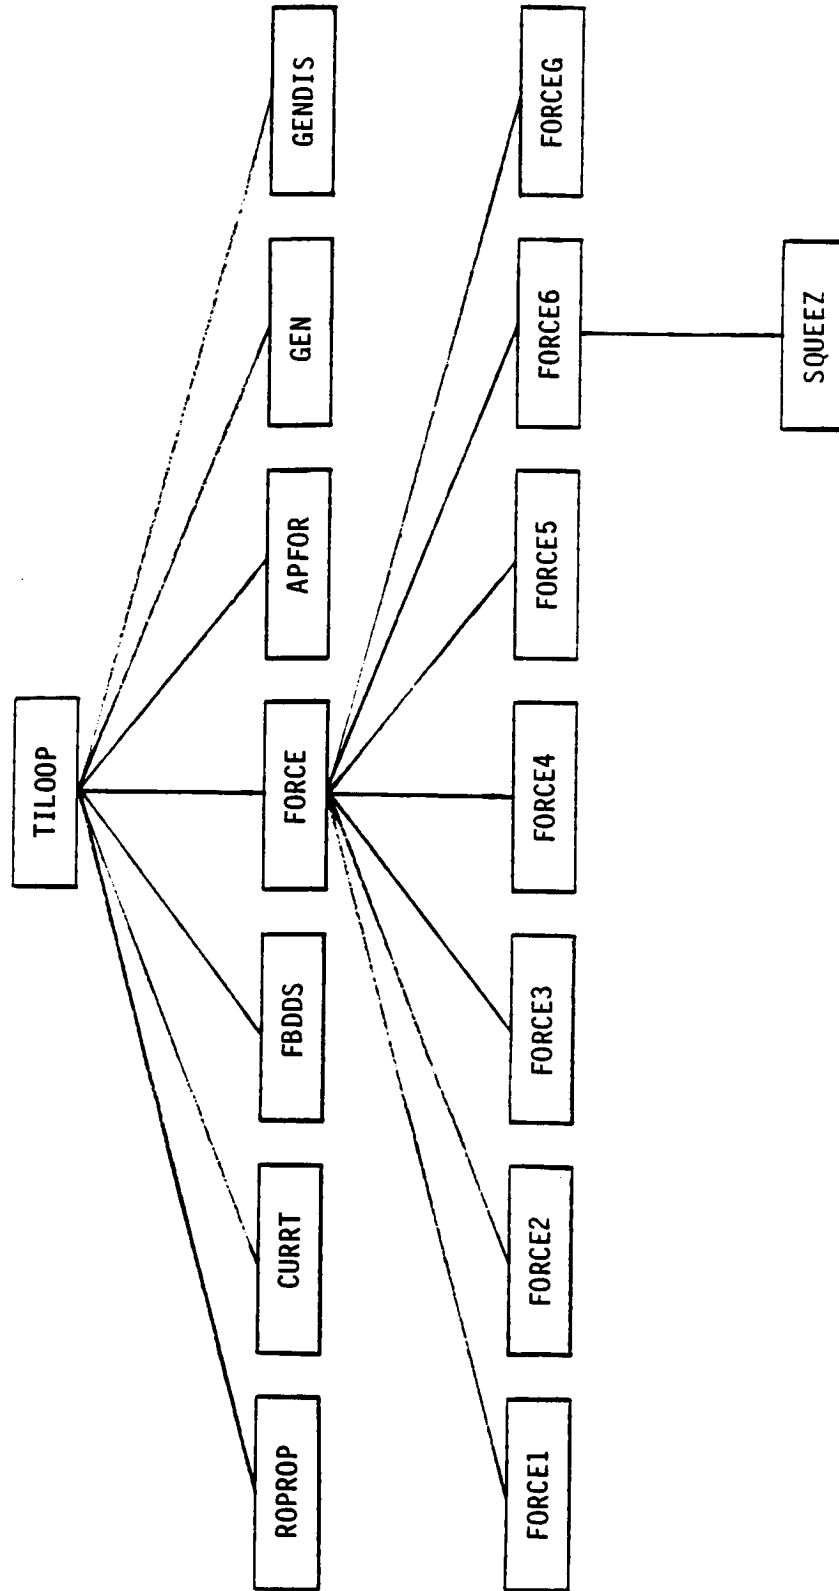 TILOOP
ROPROP
CURRT
FBDDS
FORCE
APFOR
GEN
GENDIS
FORCE1
FORCE2
FORCE3
FORCE4
FORCE5
FORCE6
FORCEG
SQUEEZ